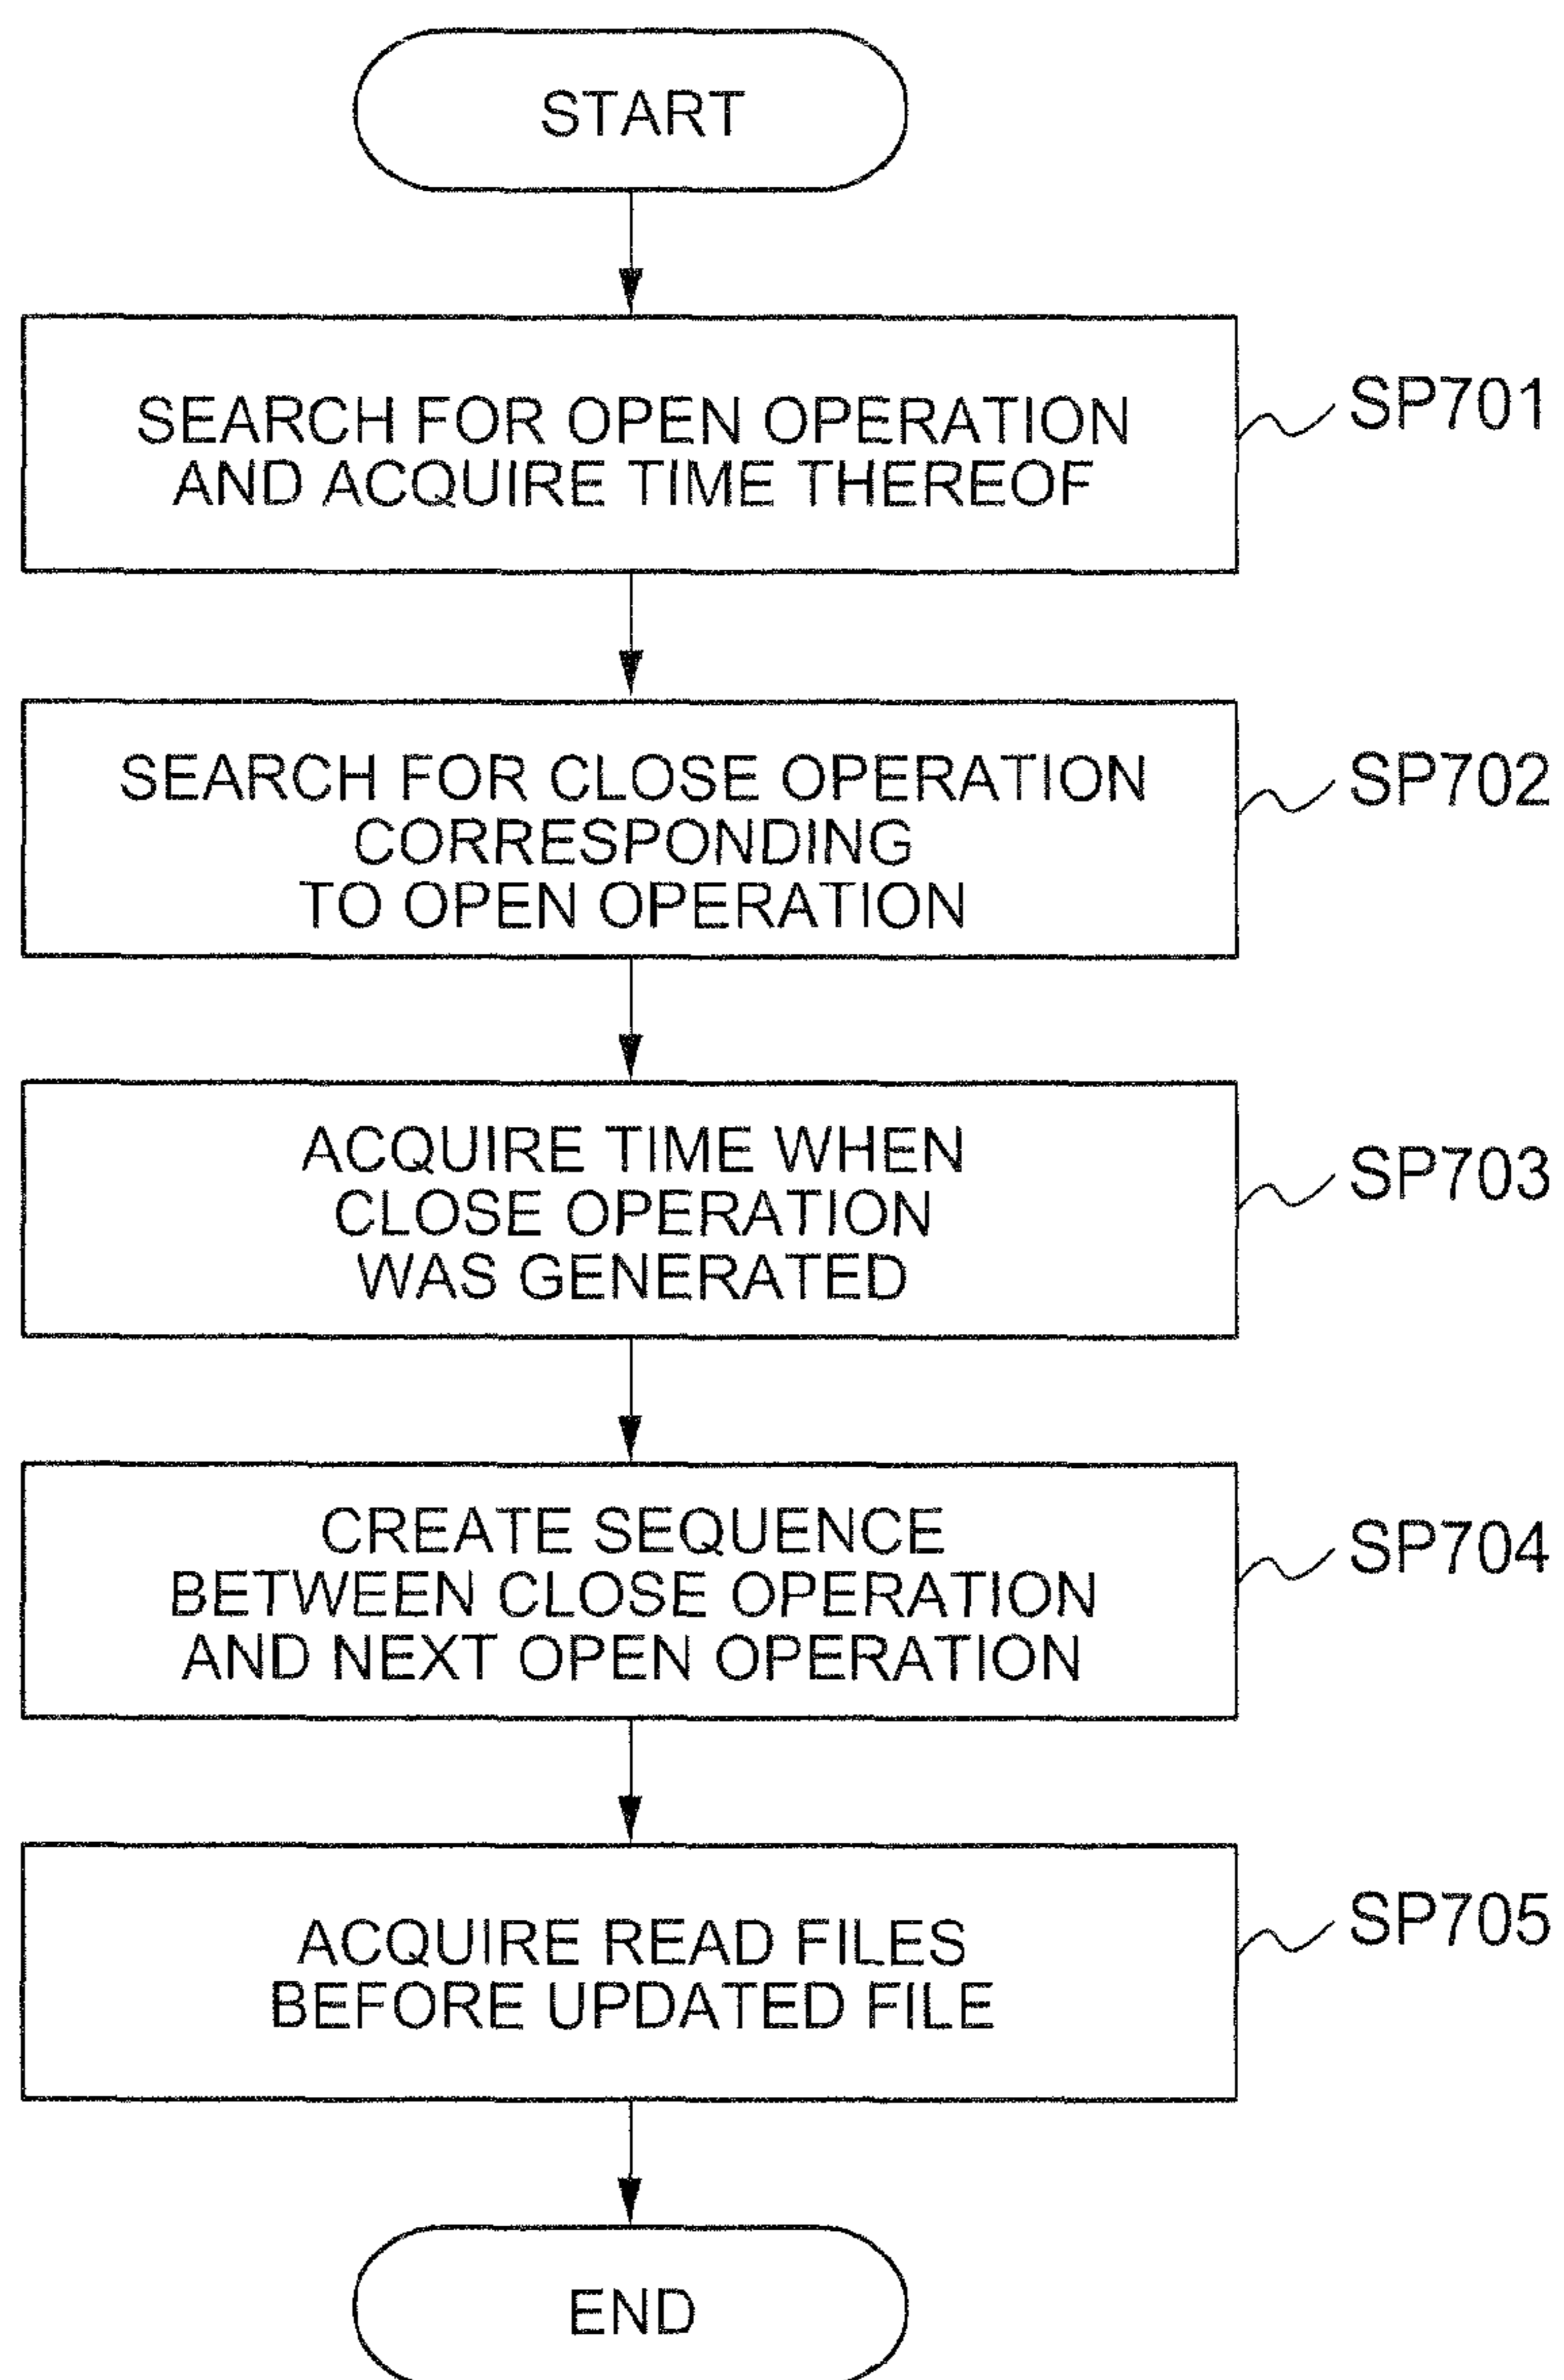 START
SEARCH FOR OPEN OPERATION
AND ACQUIRE TIME THEREOF
SP701
SEARCH FOR CLOSE OPERATION
CORRESPONDING
TO OPEN OPERATION
SP702
ACQUIRE TIME WHEN
CLOSE OPERATION
WAS GENERATED
SP703
CREATE SEQUENCE
BETWEEN CLOSE OPERATION
AND NEXT OPEN OPERATION
SP704
ACQUIRE READ FILES
BEFORE UPDATED FILE
SP705
END